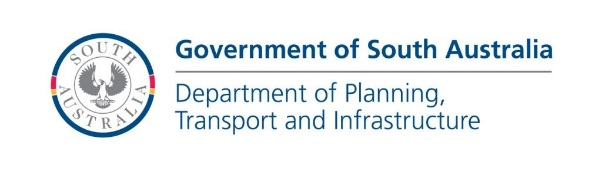 SOUTH
AUSTRALIA
Government of South Australia
Department of Planning,
Transport and Infrastructure